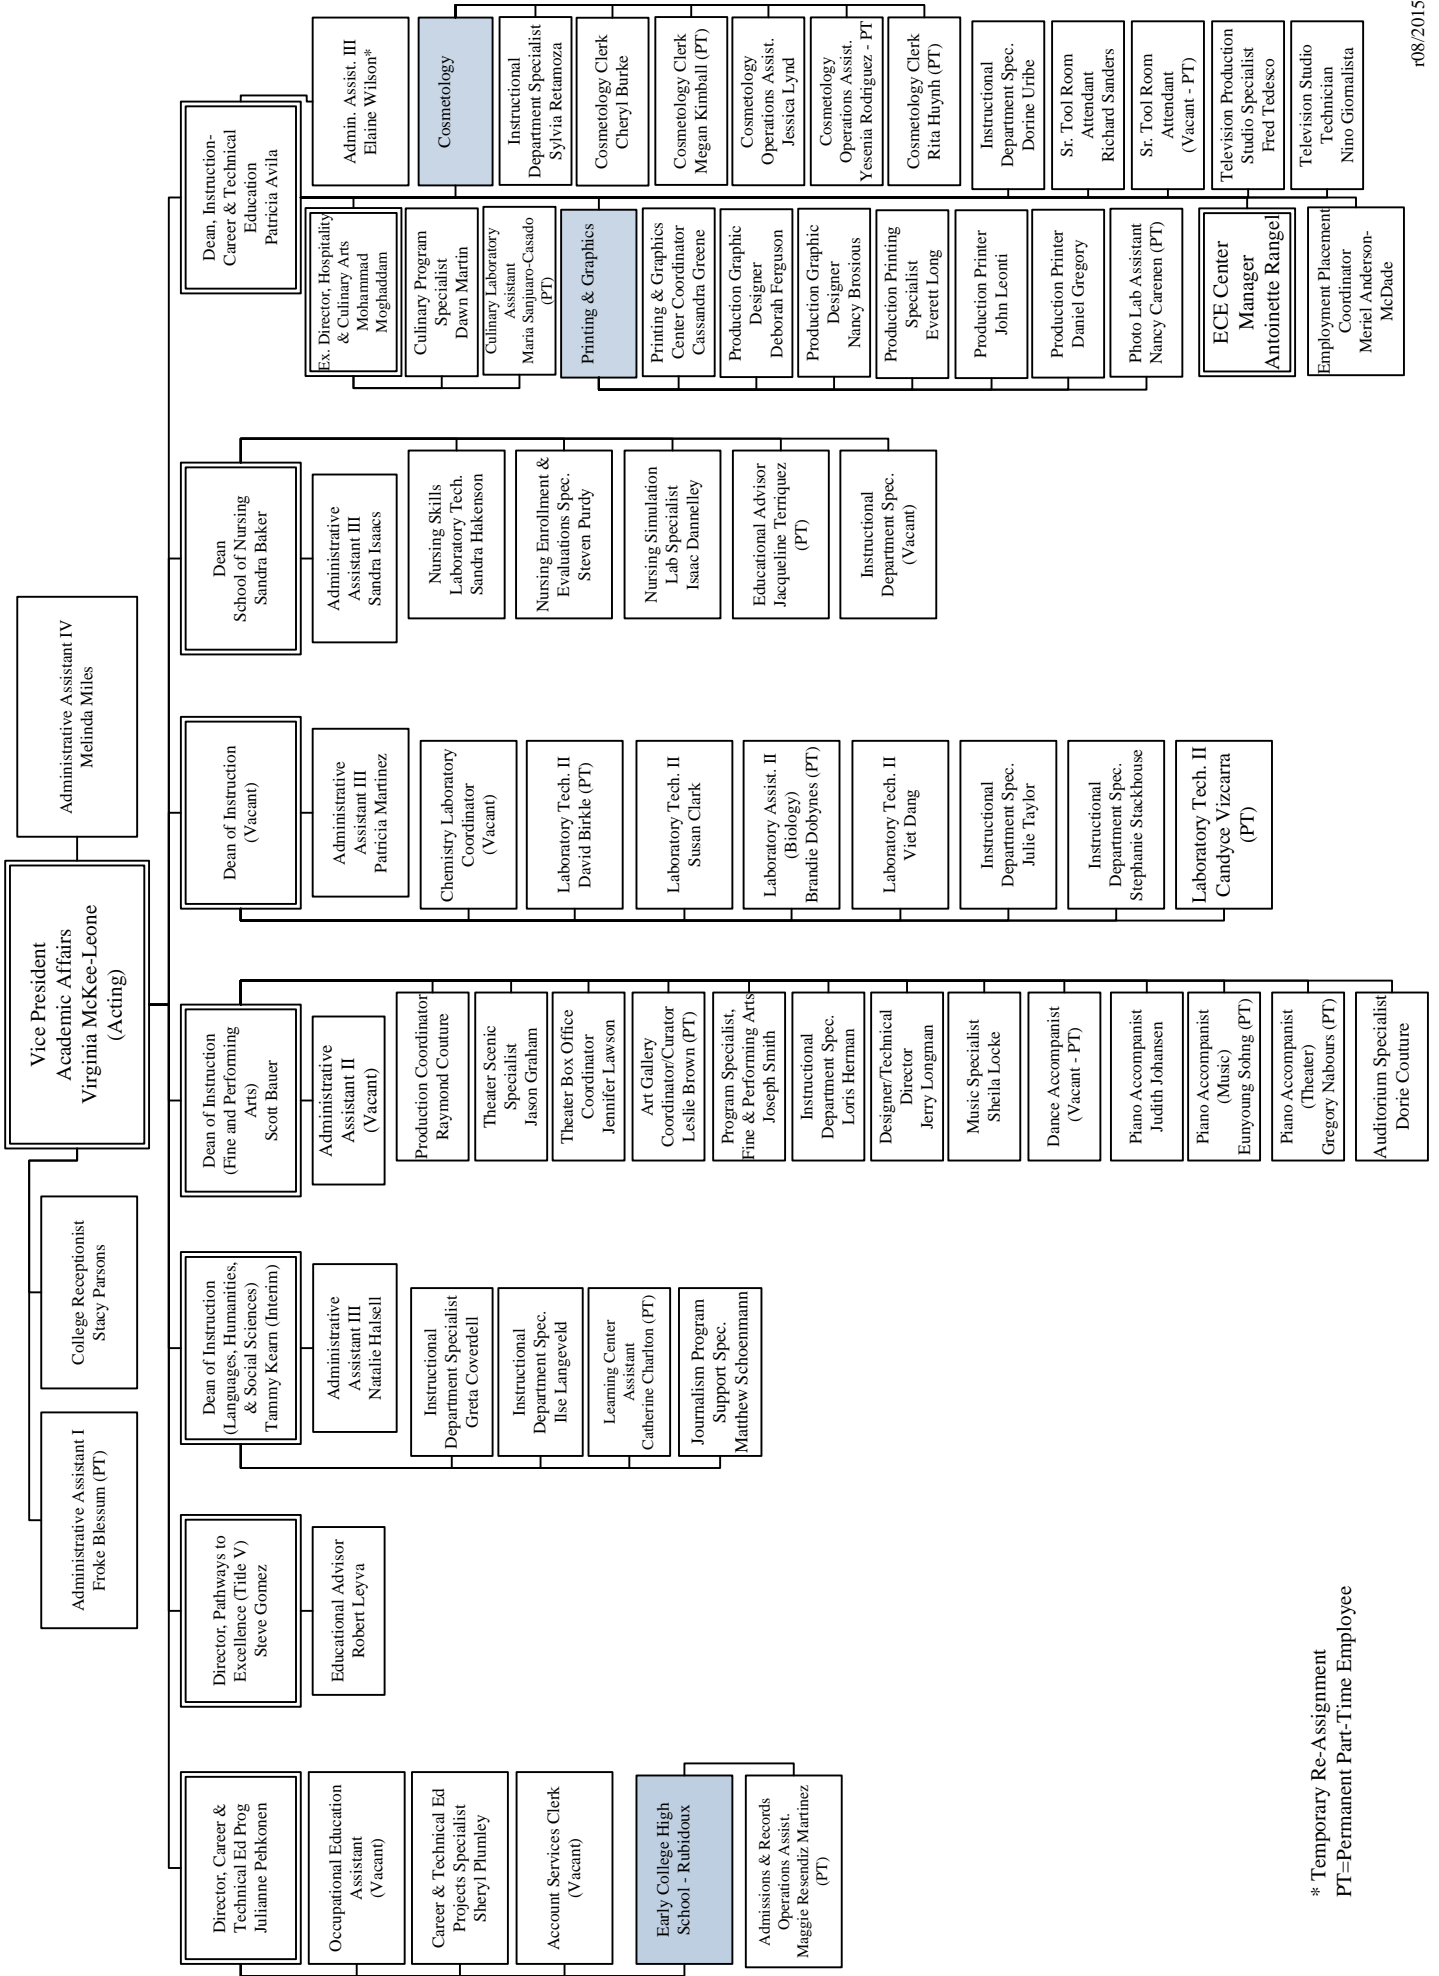 Vice President
Academic Affairs
Virginia McKee-Leone
(Acting)
Administrative Assistant I
Froke Blessum (PT)
College Receptionist
Stacy Parsons
Administrative Assistant IV
Melinda Miles
Director, Career &
Technical Ed Prog
Julianne Pehkonen
Occupational Education
Assistant
(Vacant)
Career & Technical Ed
Projects Specialist
Sheryl Plumley
Account Services Clerk
(Vacant)
Early College High
School - Rubidoux
Admissions & Records
Operations Assist.
Maggie Resendiz Martinez
(PT)
Director, Pathways to
Excellence (Title V)
Steve Gomez
Educational Advisor
Robert Leyva
Dean of Instruction
(Languages, Humanities,
& Social Sciences)
Tammy Kearn (Interim)
Administrative
Assistant III
Natalie Halsell
Instructional
Department Specialist
Greta Coverdell
Instructional
Department Spec.
Ilse Langeveld
Learning Center
Assistant
Catherine Charlton (PT)
Journalism Program
Support Spec.
Matthew Schoenmann
Dean of Instruction
(Fine and Performing
Arts)
Scott Bauer
Administrative
Assistant II
(Vacant)
Production Coordinator
Raymond Couture
Theater Scenic
Specialist
Jason Graham
Theater Box Office
Coordinator
Jennifer Lawson
Art Gallery
Coordinator/Curator
Leslie Brown (PT)
Program Specialist,
Fine & Performing Arts
Joseph Smith
Instructional
Department Spec.
Loris Herman
Designer/Technical
Director
Jerry Longman
Music Specialist
Sheila Locke
Dance Accompanist
(Vacant - PT)
Piano Accompanist
Judith Johansen
Piano Accompanist
(Music)
Eunyoung Sohng (PT)
Piano Accompanist
(Theater)
Gregory Nabours (PT)
Auditorium Specialist
Dorie Couture
Dean of Instruction
(Vacant)
Administrative
Assistant III
Patricia Martinez
Chemistry Laboratory
Coordinator
(Vacant)
Laboratory Tech. II
David Birkle (PT)
Laboratory Tech. II
Susan Clark
Laboratory Assist. II
(Biology)
Brandie Dobynes (PT)
Laboratory Tech. II
Viet Dang
Instructional
Department Spec.
Julie Taylor
Instructional
Department Spec.
Stephanie Stackhouse
Laboratory Tech. II
Candyce Vizcarra
(PT)
Dean
School of Nursing
Sandra Baker
Administrative
Assistant III
Sandra Isaacs
Nursing Skills
Laboratory Tech.
Sandra Hakenson
Nursing Enrollment &
Evaluations Spec.
Steven Purdy
Nursing Simulation
Lab Specialist
Isaac Dannelley
Educational Advisor
Jacqueline Terriquez
(PT)
Instructional
Department Spec.
(Vacant)
Dean, Instruction-
Career & Technical
Education
Patricia Avila
Ex. Director, Hospitality
& Culinary Arts
Mohammad
Moghaddam
Culinary Program
Specialist
Dawn Martin
Culinary Laboratory
Assistant
Maria Sanjuaro-Casado
(PT)
Printing & Graphics
Printing & Graphics
Center Coordinator
Cassandra Greene
Production Graphic
Designer
Deborah Ferguson
Production Graphic
Designer
Nancy Brosious
Production Printing
Specialist
Everett Long
Production Printer
John Leonti
Production Printer
Daniel Gregory
Photo Lab Assistant
Nancy Carenen (PT)
ECE Center
Manager
Antoinette Rangel
Employment Placement
Coordinator
Meriel Anderson-
McDade
Admin. Assist. III
Elaine Wilson*
Cosmetology
Instructional
Department Specialist
Sylvia Retamoza
Cosmetology Clerk
Cheryl Burke
Cosmetology Clerk
Megan Kimball (PT)
Cosmetology
Operations Assist.
Jessica Lynd
Cosmetology
Operations Assist.
Yesenia Rodriguez - PT
Cosmetology Clerk
Rita Huynh (PT)
Instructional
Department Spec.
Dorine Uribe
Sr. Tool Room
Attendant
Richard Sanders
Sr. Tool Room
Attendant
(Vacant - PT)
Television Production
Studio Specialist
Fred Tedesco
Television Studio
Technician
Nino Giornalista
* Temporary Re-Assignment
PT=Permanent Part-Time Employee
r08/2015